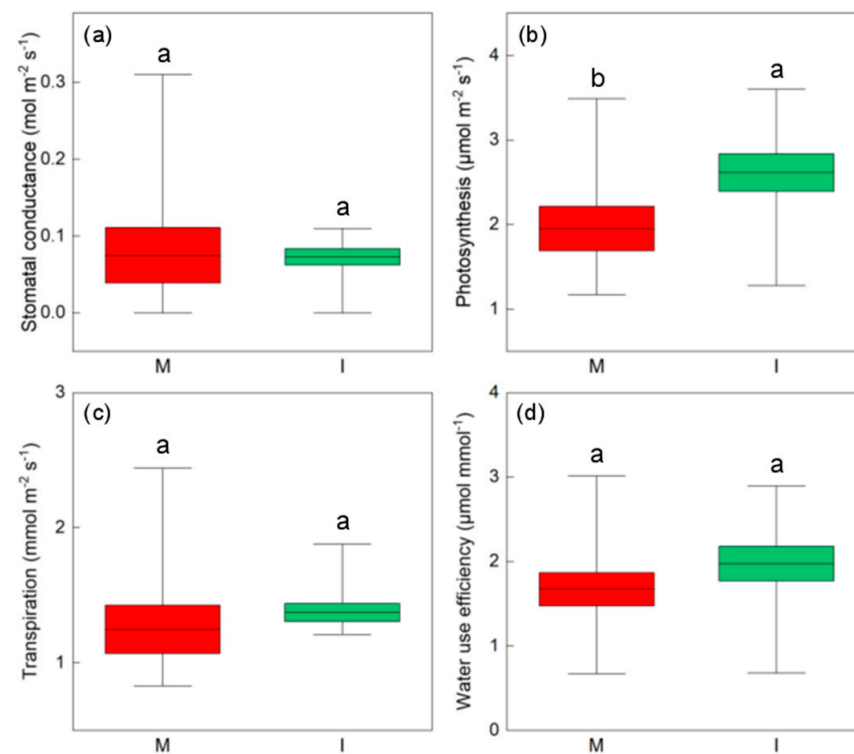 (a)
a
a
Stomatal conductance (mol m⁻² s⁻¹)
0.3
0.2
0.1
0.0
M
I
(b)
b
a
Photosynthesis (µmol m⁻² s⁻¹)
4
3
2
1
M
I
(c)
a
a
Transpiration (mmol m⁻² s⁻¹)
3
2
1
M
I
(d)
a
a
Water use efficiency (µmol mmol⁻¹)
4
3
2
1
0
M
I